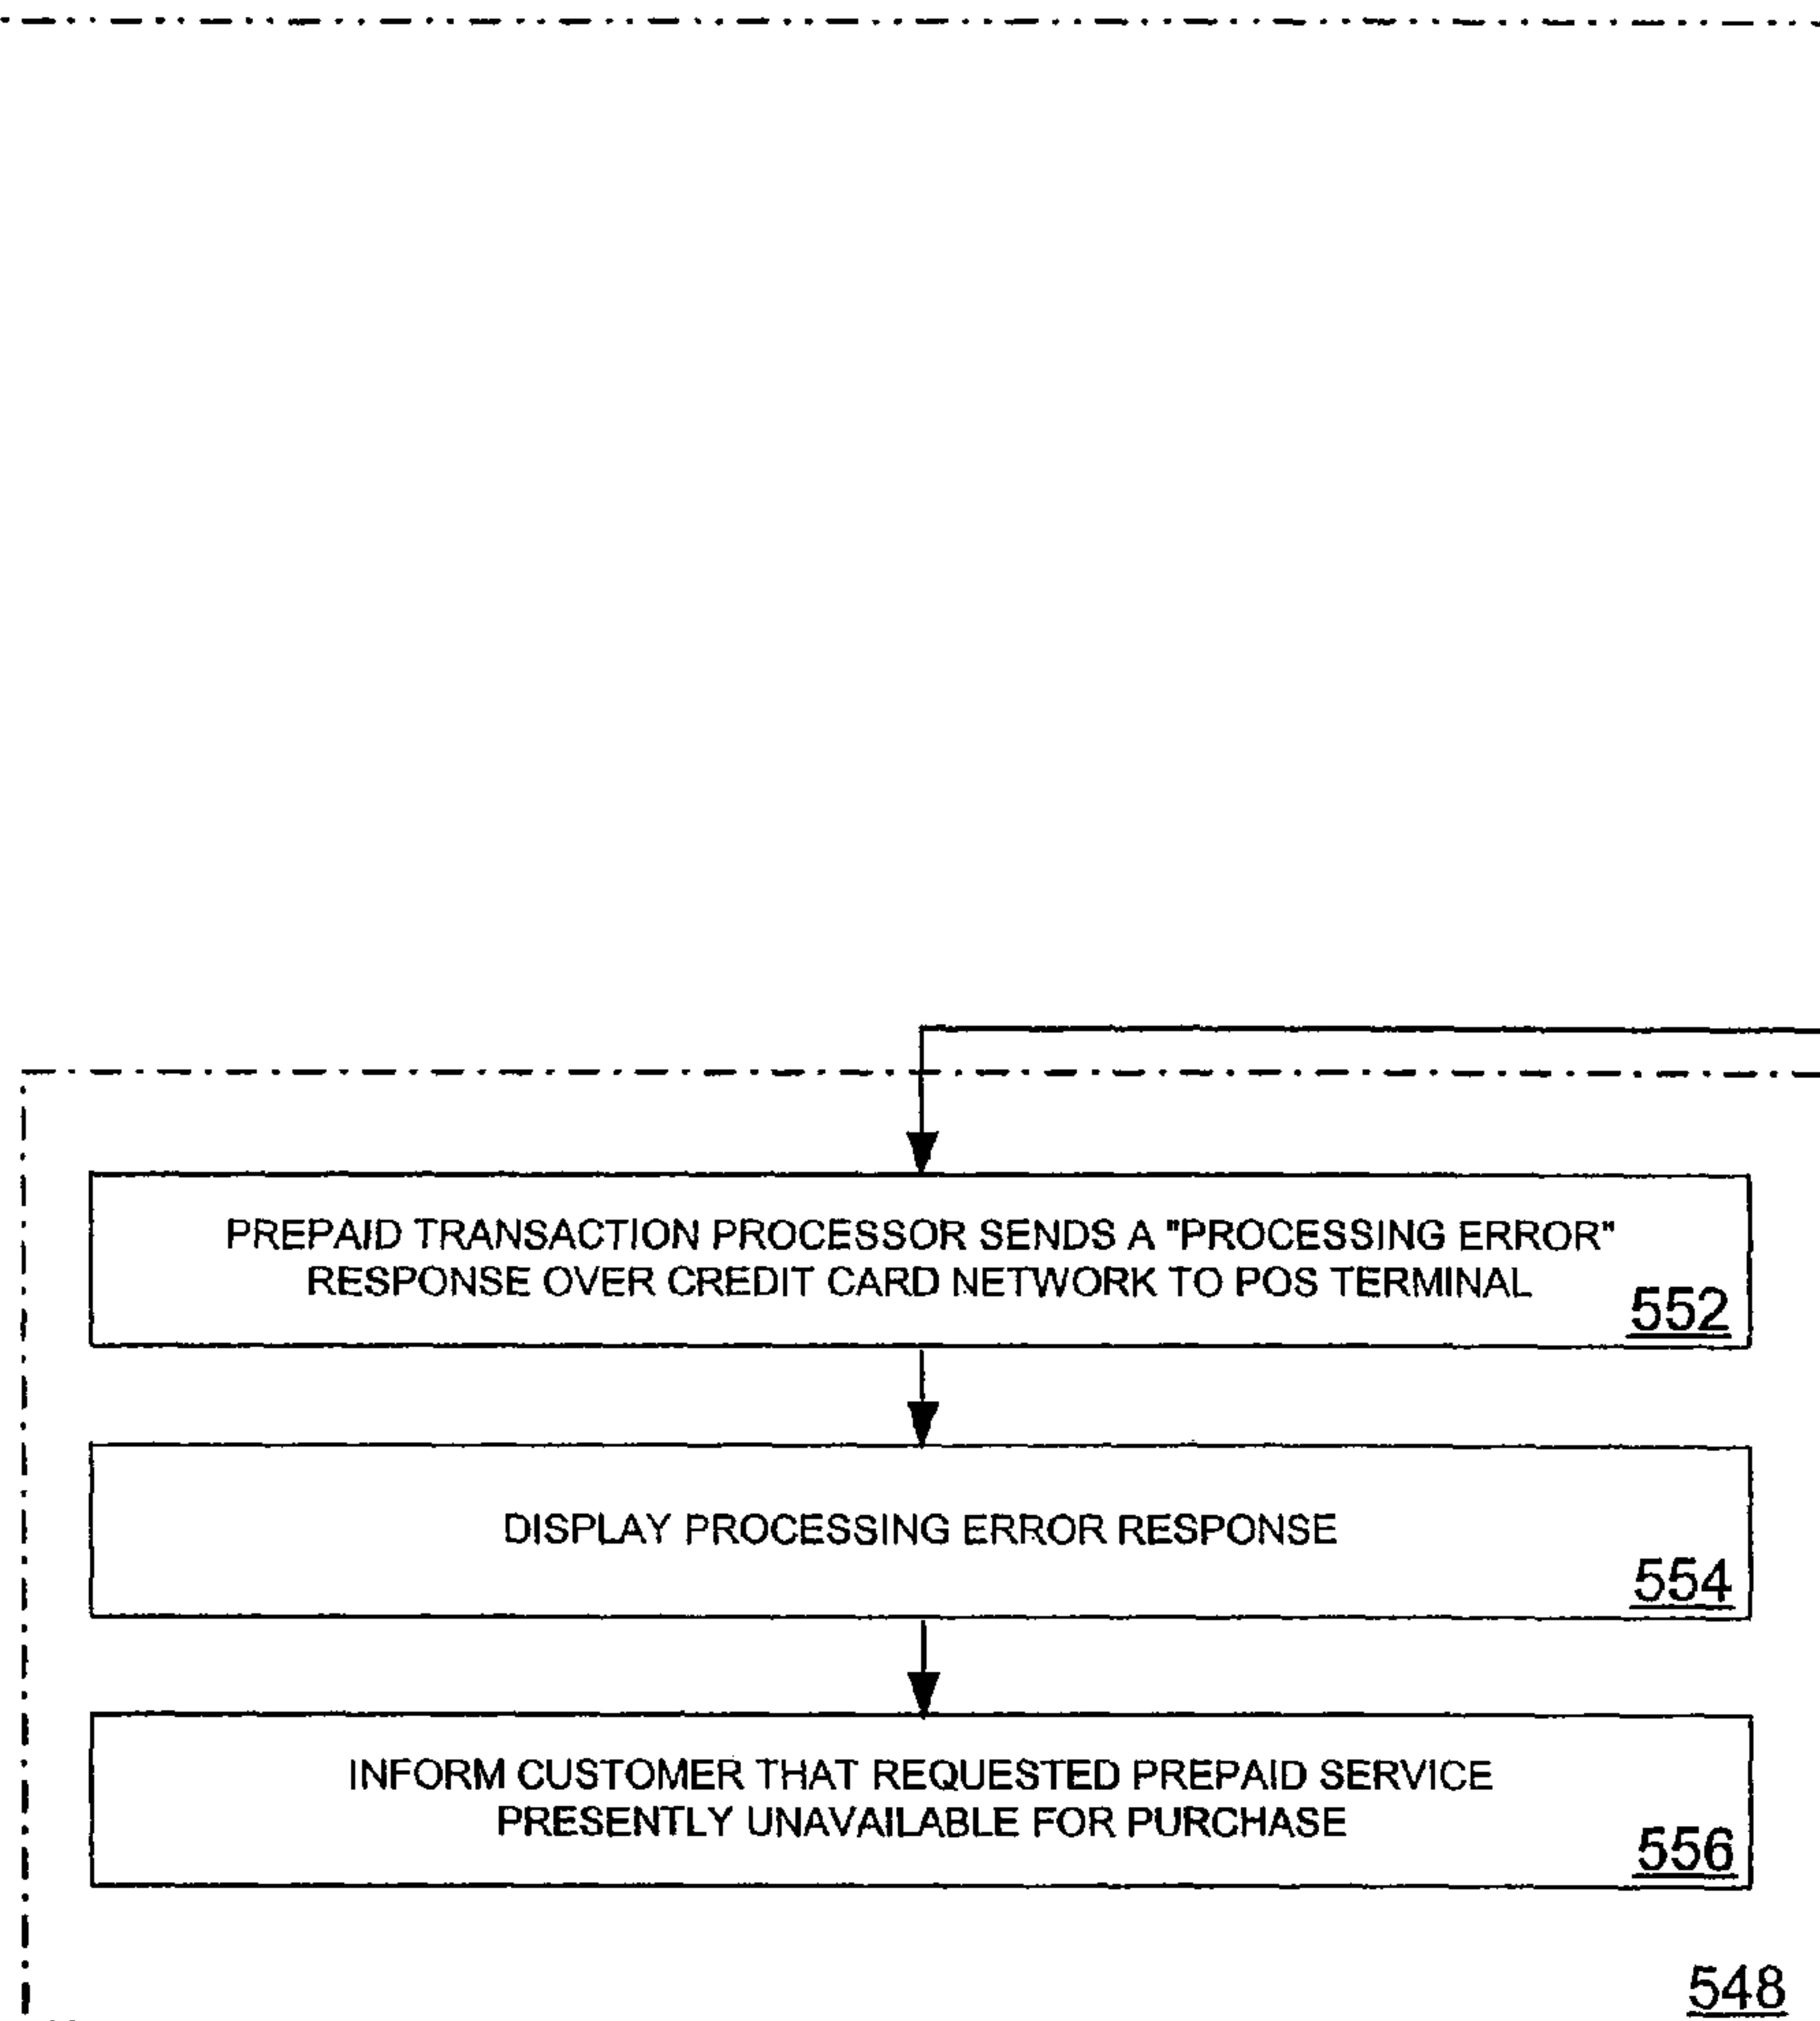 PREPAID TRANSACTION PROCESSOR SENDS A "PROCESSING ERROR"
RESPONSE OVER CREDIT CARD NETWORK TO POS TERMINAL
552
DISPLAY PROCESSING ERROR RESPONSE
554
INFORM CUSTOMER THAT REQUESTED PREPAID SERVICE
PRESENTLY UNAVAILABLE FOR PURCHASE
556
548